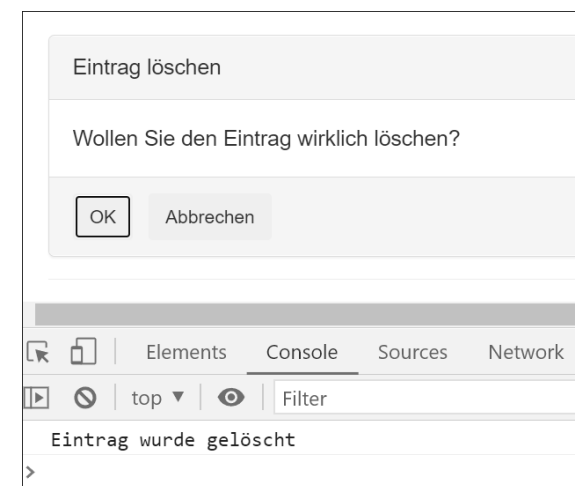 Eintrag löschen
Wollen Sie den Eintrag wirklich löschen?
OK Abbrechen
Elements Console Sources Network
top ▼ Filter
Eintrag wurde gelöscht
>